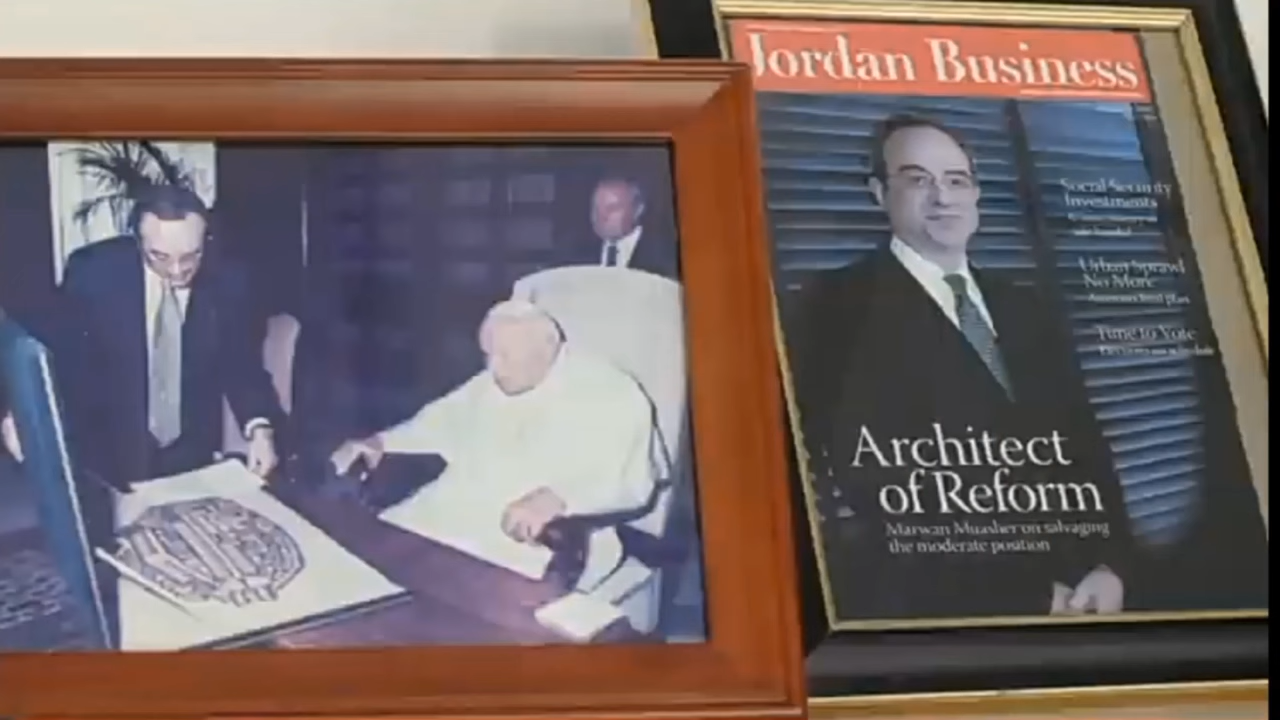 Jordan Business
Social Security
Investments
Urban Sprawl
No More
Time to Vote
Architect
of Reform
Marwan Muasher on salvaging
the moderate position